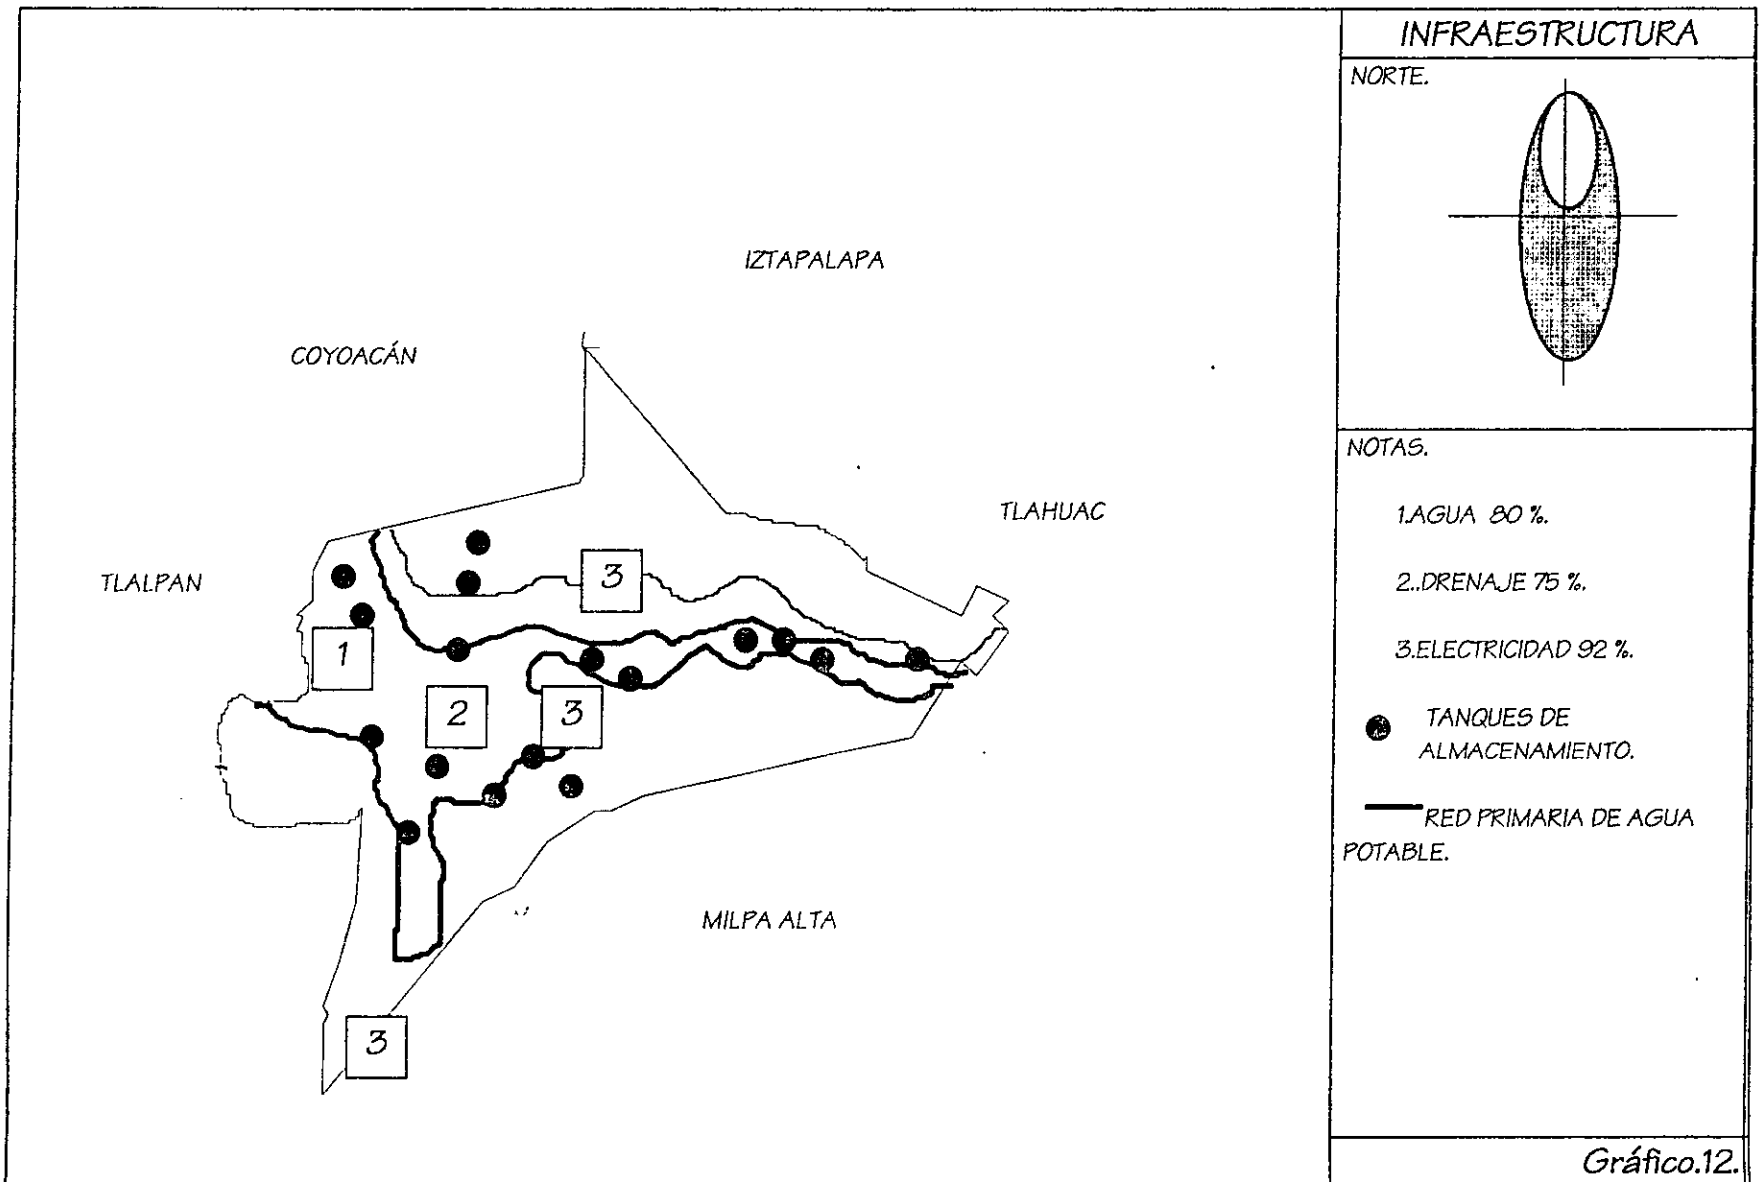 INFRAESTRUCTURA
NORTE.
IZTAPALAPA
COYOACÁN
TLAHUAC
TLALPAN
MILPA ALTA
3
1
2
3
3
NOTAS.
1.AGUA 80 %.
2..DRENAJE 75 %.
3.ELECTRICIDAD 92 %.
TANQUES DE
ALMACENAMIENTO.
RED PRIMARIA DE AGUA
POTABLE.
Gráfico.12.